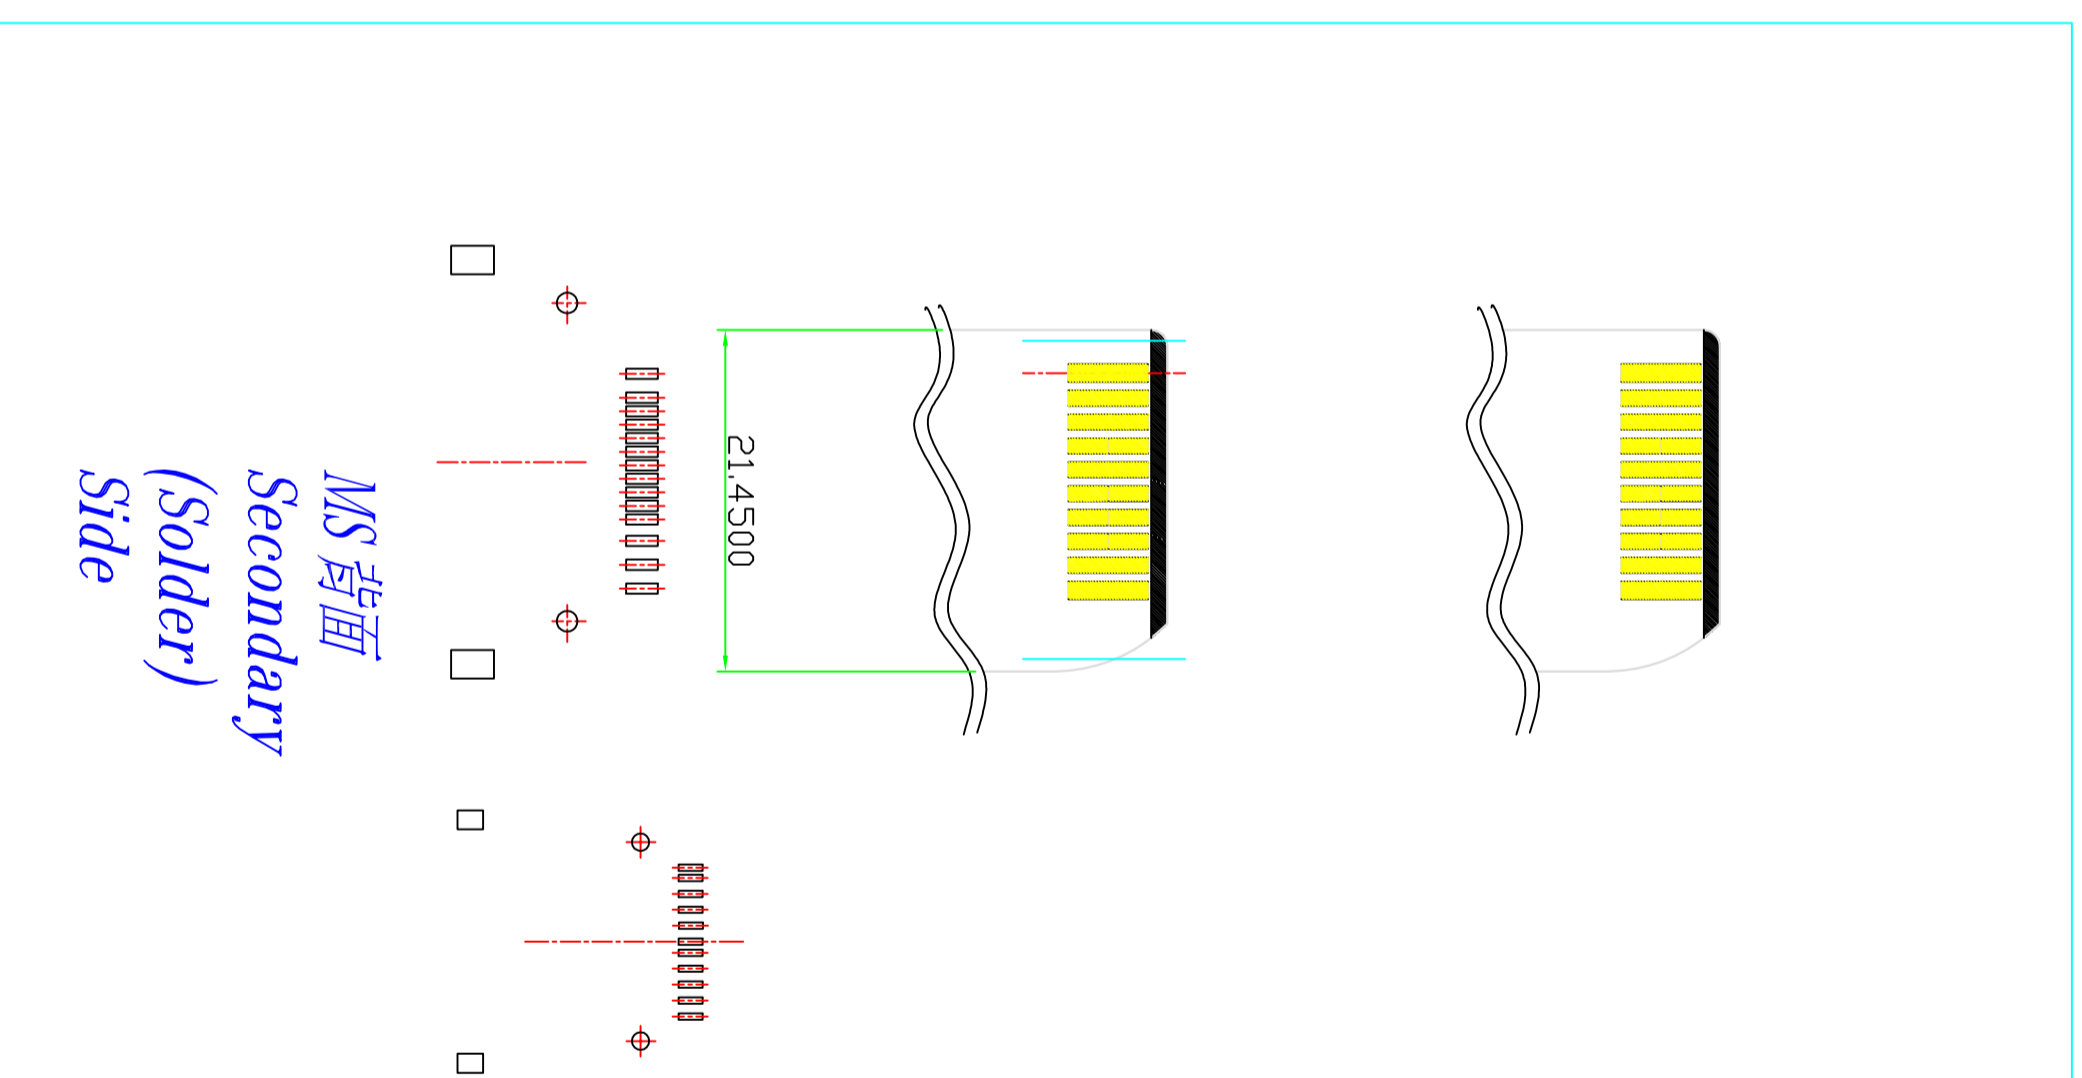 MS 背面
Secondary
(Solder)
Side
21.4500